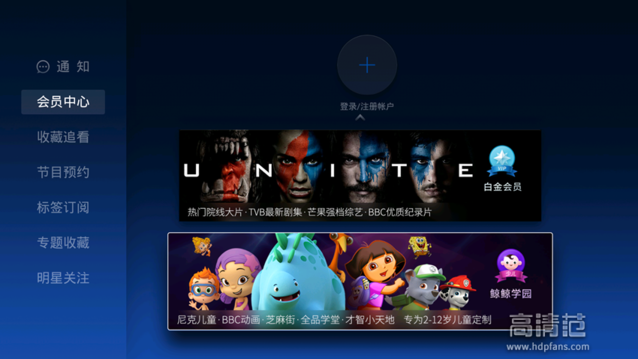 通 知
会员中心
收藏追看
节目预约
标签订阅
专题收藏
明星关注
登录/注册帐户
UNITE
VIP
白金会员
热门院线大片·TVB最新剧集·芒果强档综艺·BBC优质纪录片
鲸鲸学园
尼克儿童·BBC动画·芝麻街·全品学堂·才智小天地 专为2-12岁儿童定制
高清范
www.hdpfans.com